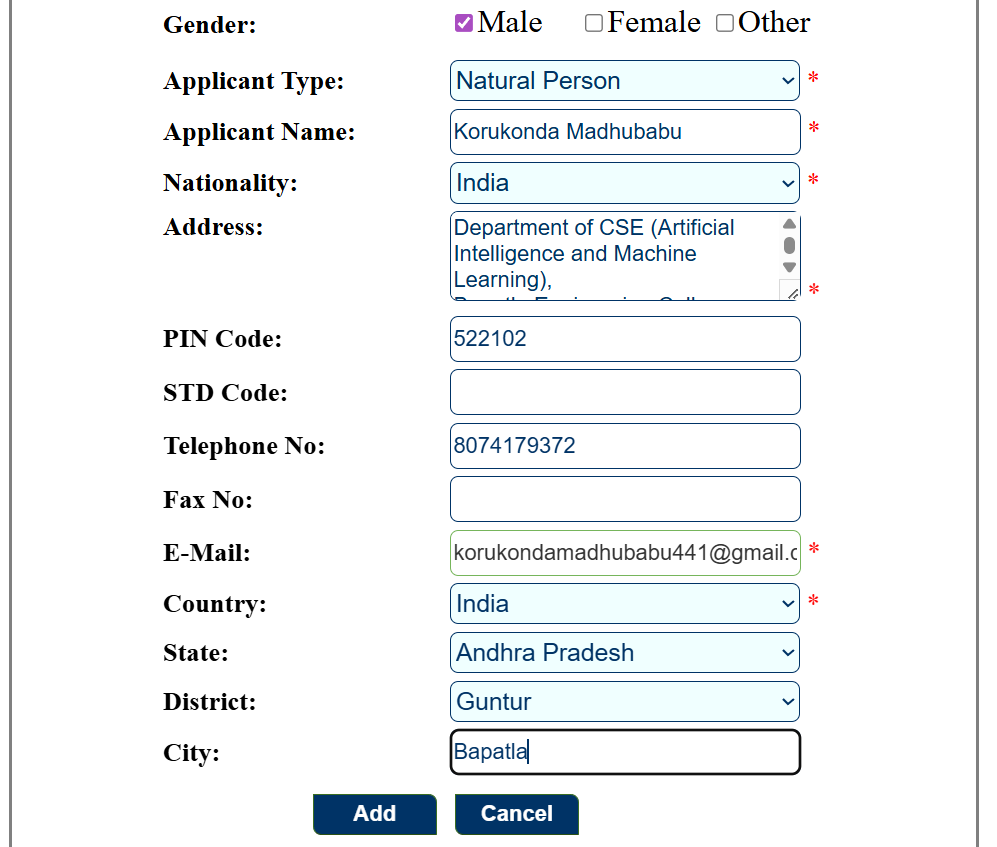 Gender: Male Female Other
Applicant Type: Natural Person *
Applicant Name: Korukonda Madhubabu *
Nationality: India *
Address: Department of CSE (Artificial
Intelligence and Machine
Learning),
*
PIN Code: 522102
STD Code:
Telephone No: 8074179372
Fax No:
E-Mail: korukondamadhubabu441@gmail.c *
Country: India *
State: Andhra Pradesh
District: Guntur
City: Bapatla
Add Cancel